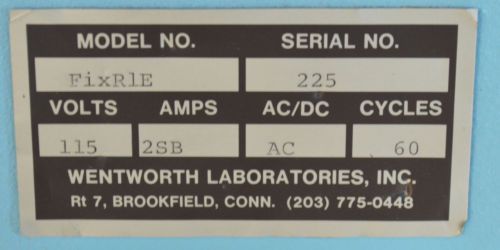 MODEL NO. SERIAL NO.
FixRlE 225
VOLTS AMPS AC/DC CYCLES
115 2SB AC 60
WENTWORTH LABORATORIES, INC.
Rt 7, BROOKFIELD, CONN. (203) 775-0448